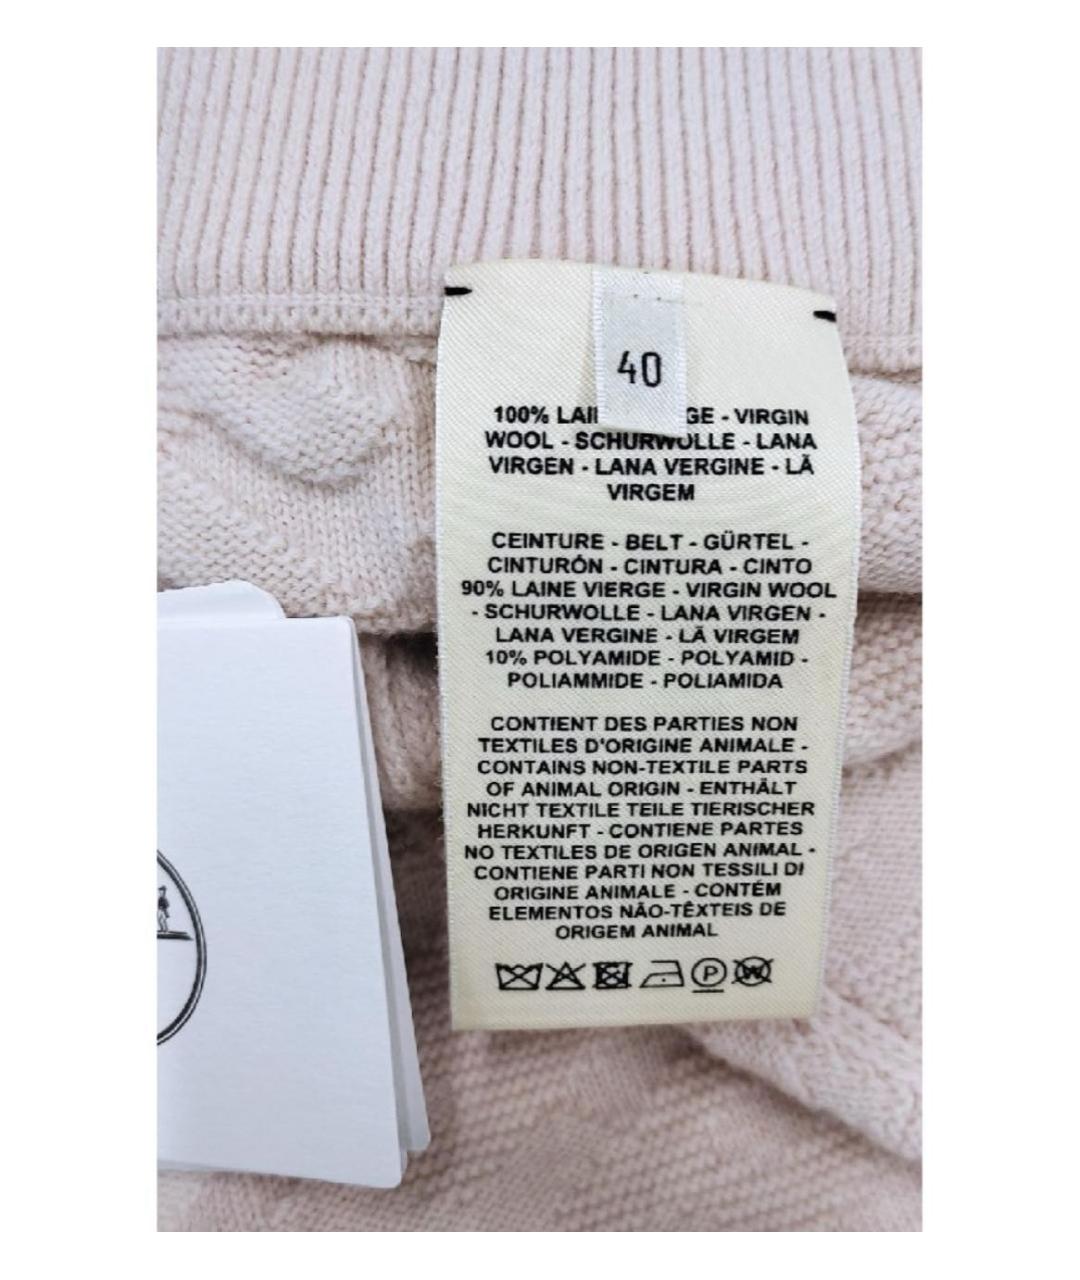 40
100% LAI GE - VIRGIN
WOOL - SCHURWOLLE - LANA
VIRGEN - LANA VERGINE - LÃ
VIRGEM
CEINTURE - BELT - GÜRTEL -
CINTURÓN - CINTURA - CINTO
90% LAINE VIERGE - VIRGIN WOOL
- SCHURWOLLE - LANA VIRGEN -
LANA VERGINE - LÃ VIRGEM
10% POLYAMIDE - POLYAMID -
POLIAMMIDE - POLIAMIDA
CONTIENT DES PARTIES NON
TEXTILES D'ORIGINE ANIMALE -
CONTAINS NON-TEXTILE PARTS
OF ANIMAL ORIGIN - ENTHÄLT
NICHT TEXTILE TEILE TIERISCHER
HERKUNFT - CONTIENE PARTES
NO TEXTILES DE ORIGEN ANIMAL -
CONTIENE PARTI NON TESSILI DI
ORIGINE ANIMALE - CONTÉM
ELEMENTOS NÃO-TÊXTEIS DE
ORIGEM ANIMAL
P W